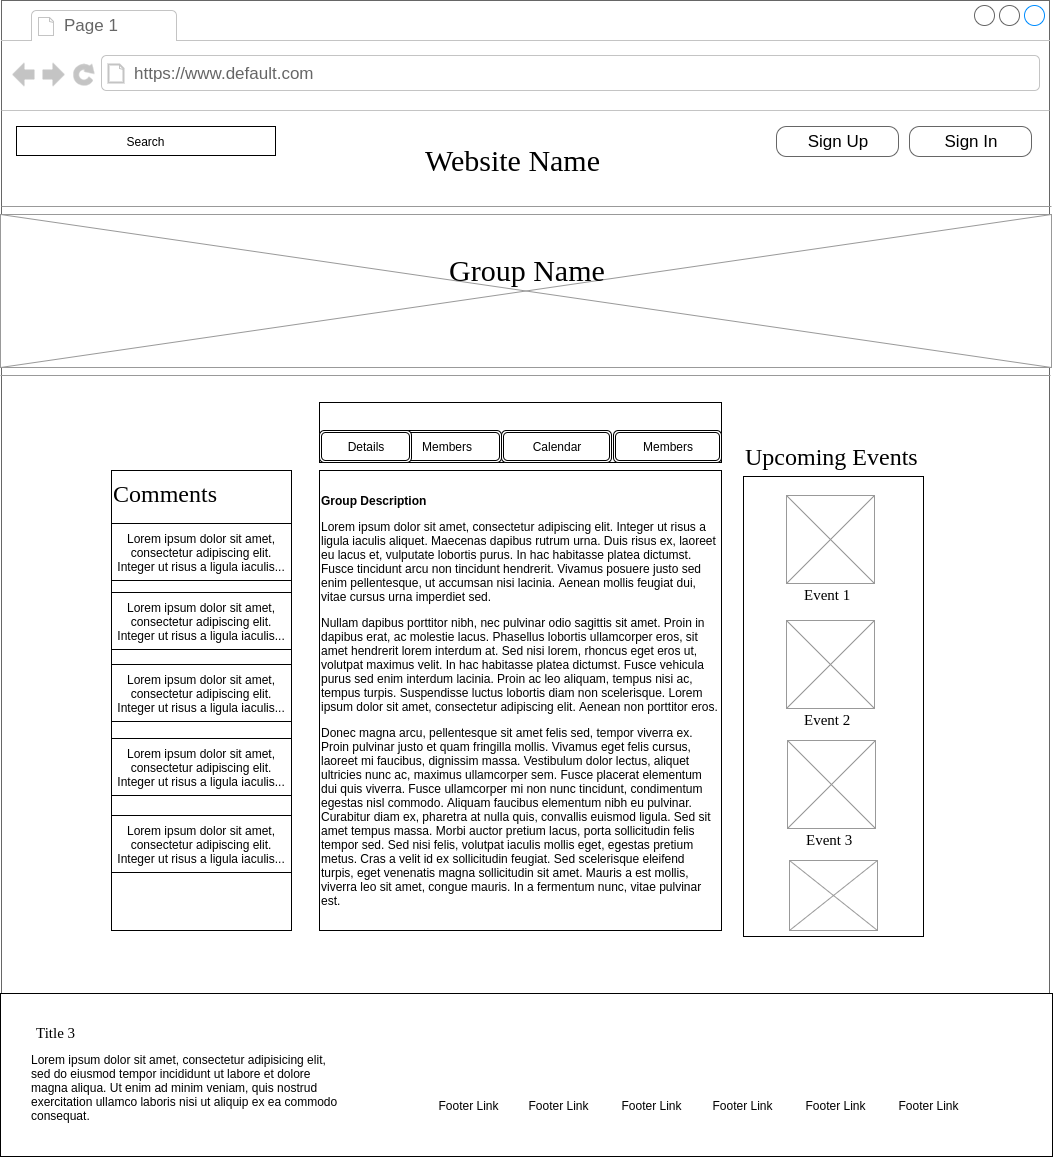 Page 1
https://www.default.com
Search
Website Name
Sign Up
Sign In
Group Name
Details
Members
Calendar
Members
Comments
Lorem ipsum dolor sit amet,
consectetur adipiscing elit.
Integer ut risus a ligula iaculis...
Lorem ipsum dolor sit amet,
consectetur adipiscing elit.
Integer ut risus a ligula iaculis...
Lorem ipsum dolor sit amet,
consectetur adipiscing elit.
Integer ut risus a ligula iaculis...
Lorem ipsum dolor sit amet,
consectetur adipiscing elit.
Integer ut risus a ligula iaculis...
Lorem ipsum dolor sit amet,
consectetur adipiscing elit.
Integer ut risus a ligula iaculis...
Group Description
Lorem ipsum dolor sit amet, consectetur adipiscing elit. Integer ut risus a
ligula iaculis aliquet. Maecenas dapibus rutrum urna. Duis risus ex, laoreet
eu lacus et, vulputate lobortis purus. In hac habitasse platea dictumst.
Fusce tincidunt arcu non tincidunt hendrerit. Vivamus posuere justo sed
enim pellentesque, ut accumsan nisi lacinia. Aenean mollis feugiat dui,
vitae cursus urna imperdiet sed.
Nullam dapibus porttitor nibh, nec pulvinar odio sagittis sit amet. Proin in
dapibus erat, ac molestie lacus. Phasellus lobortis ullamcorper eros, sit
amet hendrerit lorem interdum at. Sed nisi lorem, rhoncus eget eros ut,
volutpat maximus velit. In hac habitasse platea dictumst. Fusce vehicula
purus sed enim interdum lacinia. Proin ac leo aliquam, tempus nisi ac,
tempus turpis. Suspendisse luctus lobortis diam non scelerisque. Lorem
ipsum dolor sit amet, consectetur adipiscing elit. Aenean non porttitor eros.
Donec magna arcu, pellentesque sit amet felis sed, tempor viverra ex.
Proin pulvinar justo et quam fringilla mollis. Vivamus eget felis cursus,
laoreet mi faucibus, dignissim massa. Vestibulum dolor lectus, aliquet
ultricies nunc ac, maximus ullamcorper sem. Fusce placerat elementum
dui quis viverra. Fusce ullamcorper mi non nunc tincidunt, condimentum
egestas nisl commodo. Aliquam faucibus elementum nibh eu pulvinar.
Curabitur diam ex, pharetra at nulla quis, convallis euismod ligula. Sed sit
amet tempus massa. Morbi auctor pretium lacus, porta sollicitudin felis
tempor sed. Sed nisi felis, volutpat iaculis mollis eget, egestas pretium
metus. Cras a velit id ex sollicitudin feugiat. Sed scelerisque eleifend
turpis, eget venenatis magna sollicitudin sit amet. Mauris a est mollis,
viverra leo sit amet, congue mauris. In a fermentum nunc, vitae pulvinar
est.
Upcoming Events
Event 1
Event 2
Event 3
Title 3
Lorem ipsum dolor sit amet, consectetur adipisicing elit,
sed do eiusmod tempor incididunt ut labore et dolore
magna aliqua. Ut enim ad minim veniam, quis nostrud
exercitation ullamco laboris nisi ut aliquip ex ea commodo
consequat.
Footer Link
Footer Link
Footer Link
Footer Link
Footer Link
Footer Link